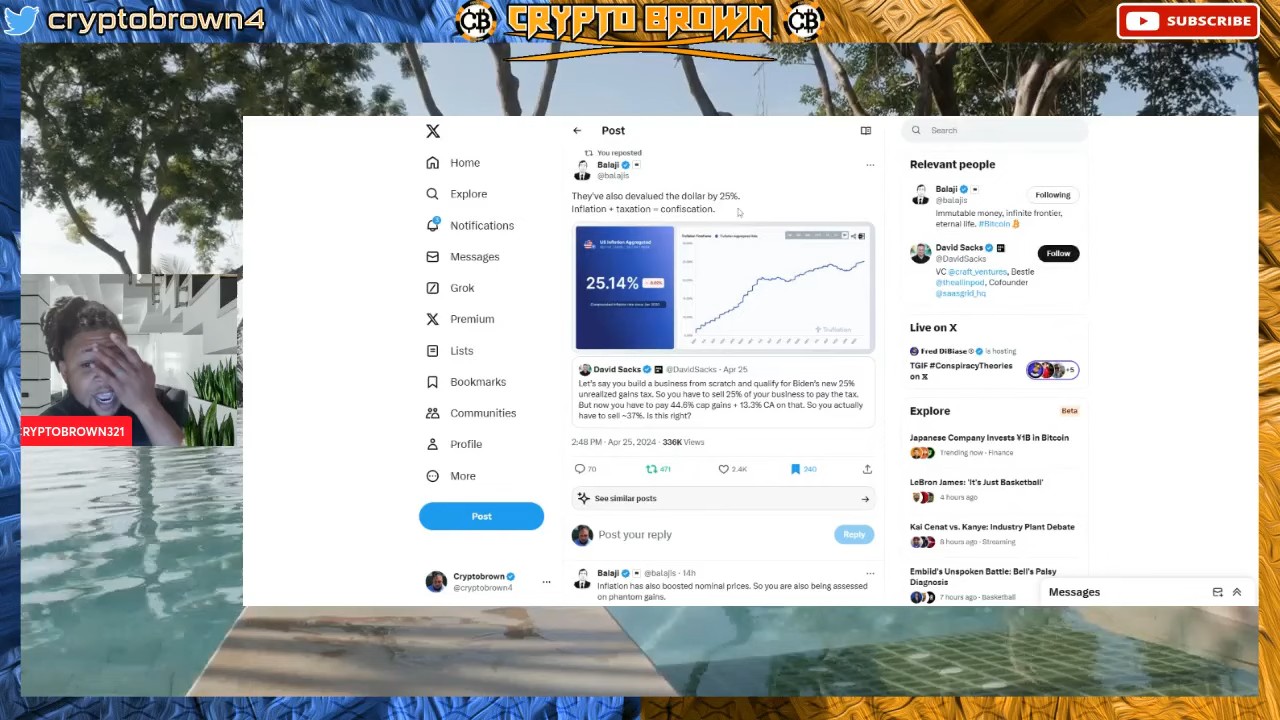 cryptobrown4
CB
CRYPTO BROWN
CB
SUBSCRIBE
Post
You reposted
Balaji
@balajis
They've also devalued the dollar by 25%.
Inflation + taxation = confiscation.
US Inflation Aggregated
25.14%
Truflation
David Sacks @DavidSacks · Apr 25
Let's say you build a business from scratch and qualify for Biden's new 25%
unrealized gains tax. So you have to sell 25% of your business to pay the tax.
But now you have to pay 44.6% cap gains + 13.3% CA on that. So you actually
have to sell ~37%. Is this right?
2:48 PM · Apr 25, 2024 · 336K Views
70
471
2.4K
240
See similar posts
Post your reply
Reply
Balaji @balajis · 14h
Inflation has also boosted nominal prices. So you are also being assessed
on phantom gains.
Home
Explore
Notifications
Messages
Grok
Premium
Lists
Bookmarks
Communities
Profile
More
Post
Cryptobrown
@cryptobrown4
Search
Relevant people
Balaji
@balajis
Following
Immutable money, infinite frontier,
eternal life. #Bitcoin
David Sacks
@DavidSacks
Follow
VC @craft_ventures, Bestie
@theallinpod, Cofounder
@saasgrid_hq
Live on X
Fred DiBiase is hosting
TGIF #ConspiracyTheories
on X
+5
Explore
Beta
Japanese Company Invests ¥1B in Bitcoin
Trending now · Finance
LeBron James: 'It's Just Basketball'
4 hours ago
Kai Cenat vs. Kanye: Industry Plant Debate
8 hours ago · Streaming
Embiid's Unspoken Battle: Bell's Palsy
Diagnosis
7 hours ago · Basketball
Messages
RYPTOBROWN321